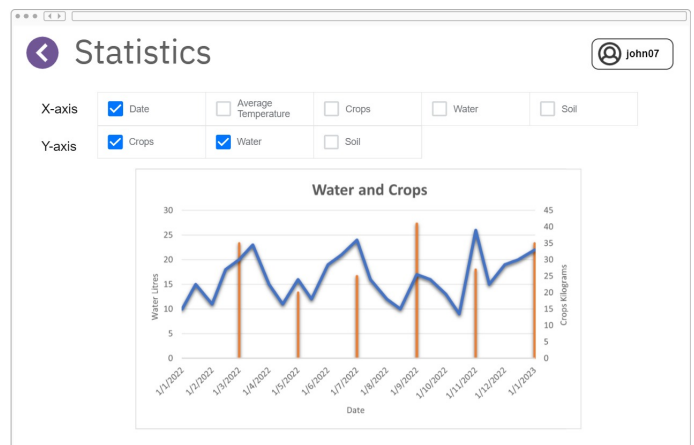 Statistics
john07
X-axis
Date
Average
Temperature
Crops
Water
Soil
Y-axis
Crops
Water
Soil
Water and Crops
30
25
20
15
10
5
0
Water Litres
45
40
35
30
25
20
15
10
5
0
Crops Kilograms
1/1/2022
1/2/2022
1/3/2022
1/4/2022
1/5/2022
1/6/2022
1/7/2022
1/8/2022
1/9/2022
1/10/2022
1/11/2022
1/12/2022
1/1/2023
Date